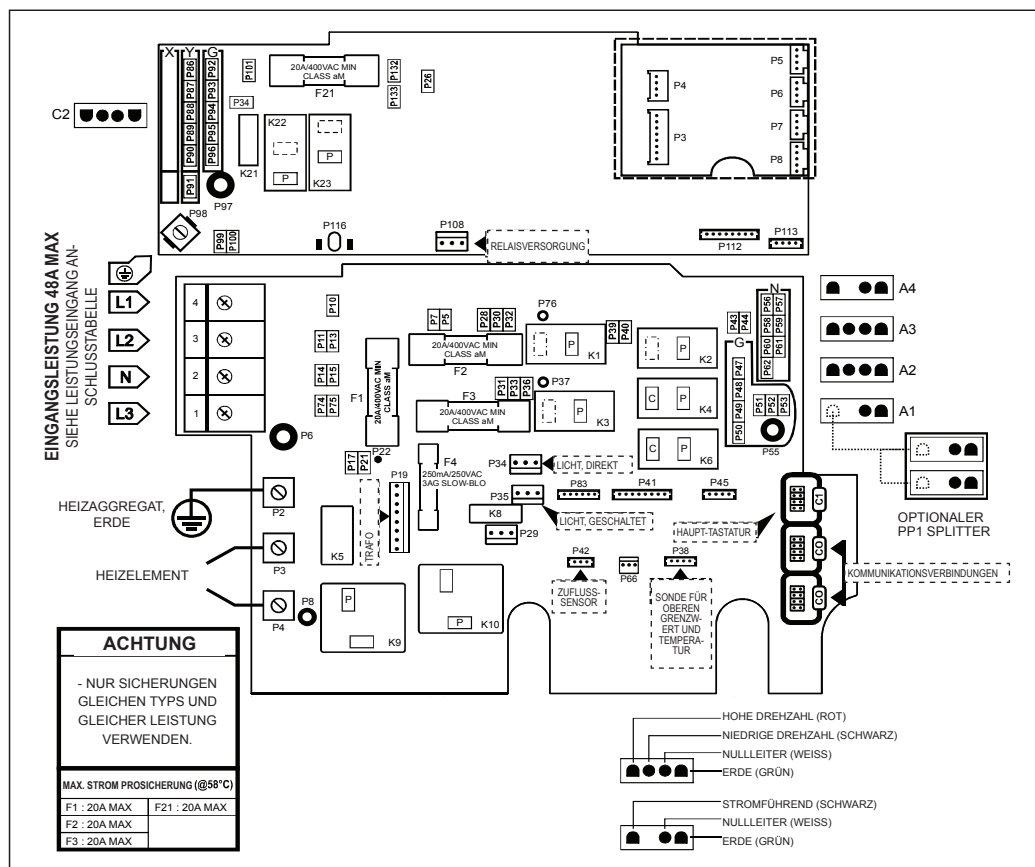 X Y G
P86
P87
P88
P89
P90
P91
P92
P93
P94
P95
P96
P97
P98
P99
P100
P101
P34
20A/400VAC MIN
CLASS aM
F21
P132
P133
P26
K21
K22
P
K23
P
P116
P108
RELAISVERSORGUNG
P4
P3
P5
P6
P7
P8
P112
P113
C2
EINGANGSLEISTUNG 48A MAX
SIEHE LEISTUNGSEINGANG AN-
SCHLUSSTABELLE
L1
L2
N
L3
4
3
2
1
P10
P11
P13
P14
P15
P74
P75
P6
P17
P21
P22
F1
20A/400VAC MIN
CLASS aM
P7
P5
P28
P30
P32
20A/400VAC MIN
CLASS aM
F2
P31
P33
P36
F3
20A/400VAC MIN
CLASS aM
P76
P
K1
P39
P40
P37
P
K3
P
K2
C P
K4
C P
K6
P43
P44
G
P47
P48
P49
P50
P51
P52
P53
P55
N
P56
P57
P58
P59
P60
P61
P62
A4
A3
A2
A1
OPTIONALER
PP1 SPLITTER
F4
250mA/250VAC
3AG SLOW-BLO
P19
TRAFO
P34
LICHT, DIREKT
P35
LICHT, GESCHALTET
K8
P29
P83
P41
P45
HAUPT-TASTATUR
C1
CO
CO
KOMMUNIKATIONSVERBINDUNGEN
P42
ZUFLUSS-
SENSOR
P66
P38
SONDE FÜR
OBEREN
GRENZW-
ERT UND
TEMPERA-
TUR
HEIZAGGREGAT,
ERDE
P2
HEIZELEMENT
P3
P4
P8
K5
P
K9
P
K10
ACHTUNG
- NUR SICHERUNGEN
GLEICHEN TYPS UND
GLEICHER LEISTUNG
VERWENDEN.
MAX. STROM PROSICHERUNG (@58°C)
F1 : 20A MAX F21 : 20A MAX
F2 : 20A MAX
F3 : 20A MAX
HOHE DREHZAHL (ROT)
NIEDRIGE DREHZAHL (SCHWARZ)
NULLLEITER (WEISS)
ERDE (GRÜN)
STROMFÜHREND (SCHWARZ)
NULLLEITER (WEISS)
ERDE (GRÜN)